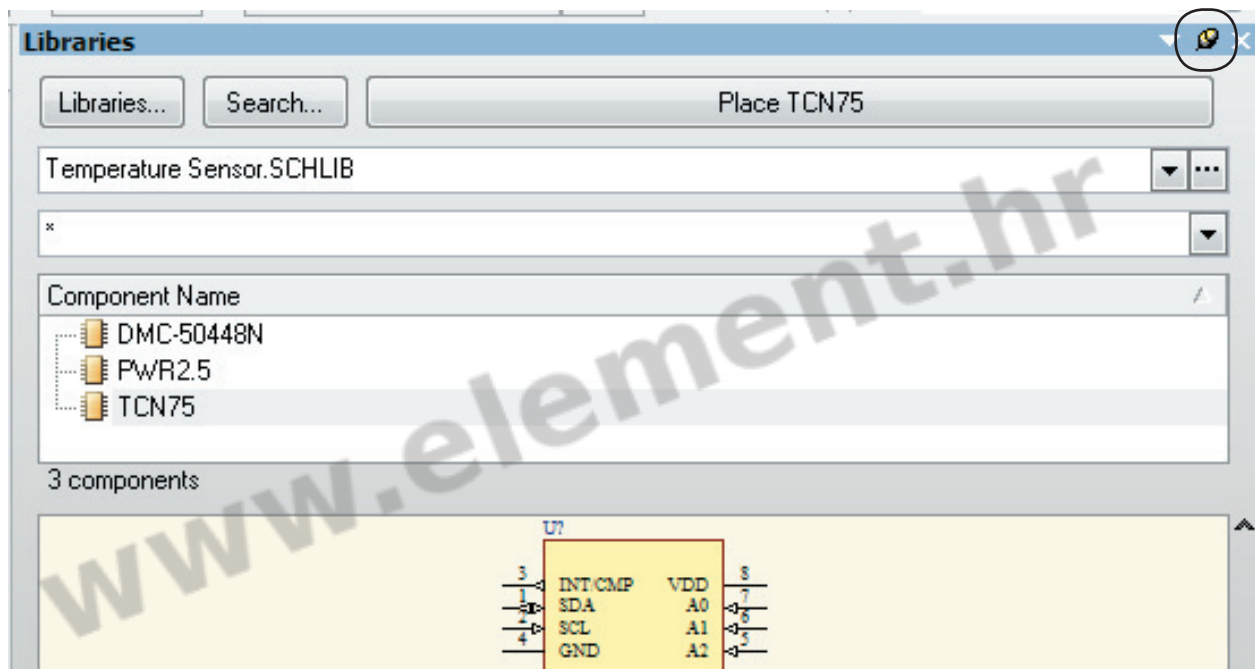 Libraries
Libraries... Search... Place TCN75
Temperature Sensor.SCHLIB
*
Component Name
DMC-50448N
PWR2.5
TCN75
3 components
www.element.hr
U?
3 INT/CMP VDD 8
1 SDA A0 7
2 SCL A1 6
4 GND A2 5